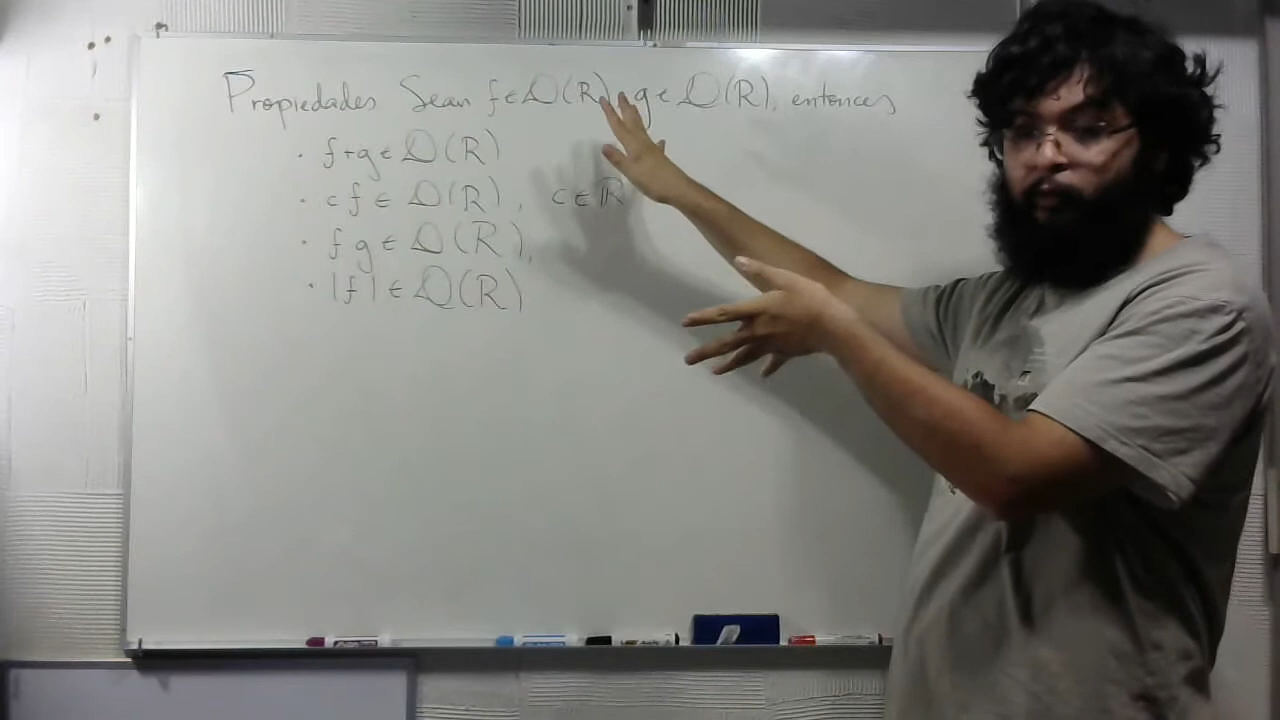 Propiedades Sean f ∈ 𝒟(R), g ∈ 𝒟(R), entonces
· f+g ∈ 𝒟(R)
· cf ∈ 𝒟(R), c ∈ ℝ
· fg ∈ 𝒟(R),
· |f| ∈ 𝒟(R)